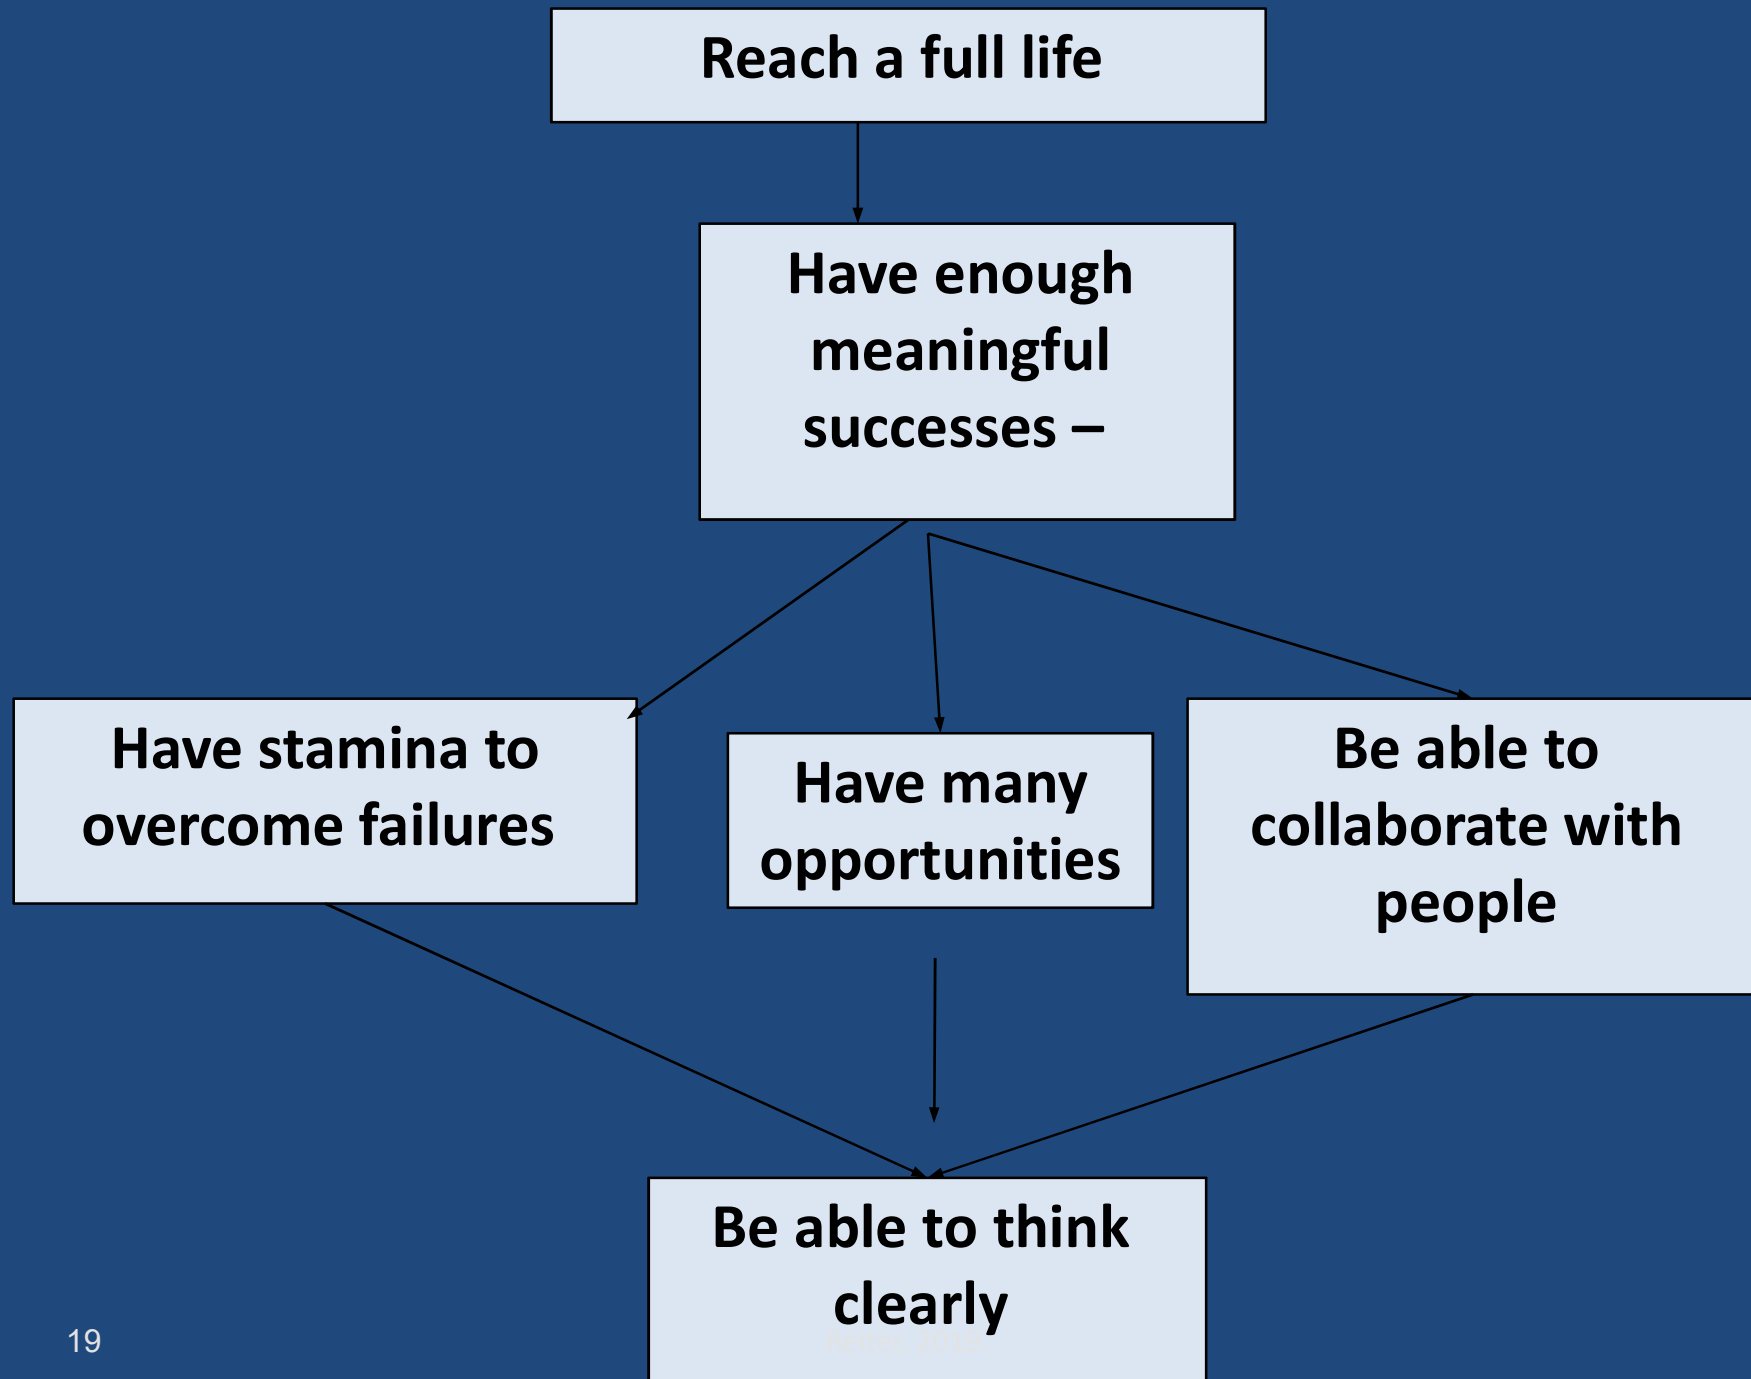 Reach a full life
Have enough
meaningful
successes –
Have stamina to
overcome failures
Have many
opportunities
Be able to
collaborate with
people
Be able to think
clearly
19